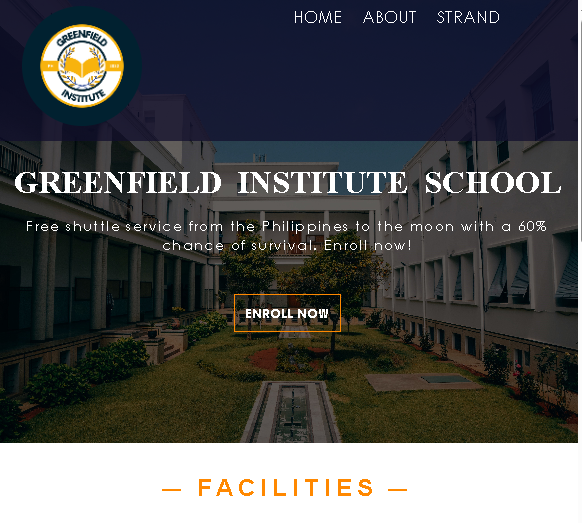 HOME ABOUT STRAND
GREENFIELD
INSTITUTE
GREENFIELD INSTITUTE SCHOOL
Free shuttle service from the Philippines to the moon with a 60%
chance of survival. Enroll now!
ENROLL NOW
— FACILITIES —